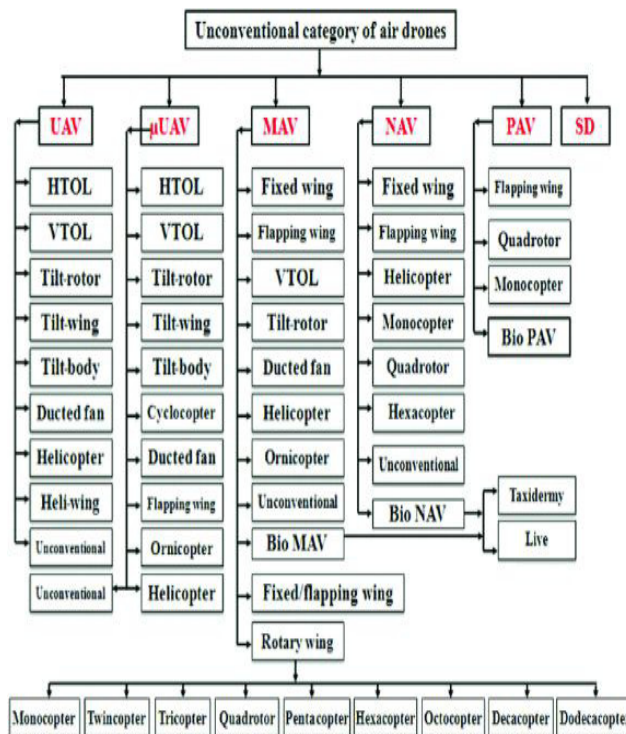 Unconventional category of air drones
UAV
µUAV
MAV
NAV
PAV
SD
HTOL
VTOL
Tilt-rotor
Tilt-wing
Tilt-body
Ducted fan
Helicopter
Heli-wing
Unconventional
HTOL
VTOL
Tilt-rotor
Tilt-wing
Tilt-body
Cyclocopter
Ducted fan
Flapping wing
Ornicopter
Helicopter
Unconventional
Fixed wing
Flapping wing
VTOL
Tilt-rotor
Ducted fan
Helicopter
Ornicopter
Unconventional
Bio MAV
Fixed/flapping wing
Rotary wing
Fixed wing
Flapping wing
Helicopter
Monocopter
Quadrotor
Hexacopter
Unconventional
Bio NAV
Taxidermy
Live
Flapping wing
Quadrotor
Monocopter
Bio PAV
Monocopter
Twincopter
Tricopter
Quadrotor
Pentacopter
Hexacopter
Octocopter
Decacopter
Dodecacopter